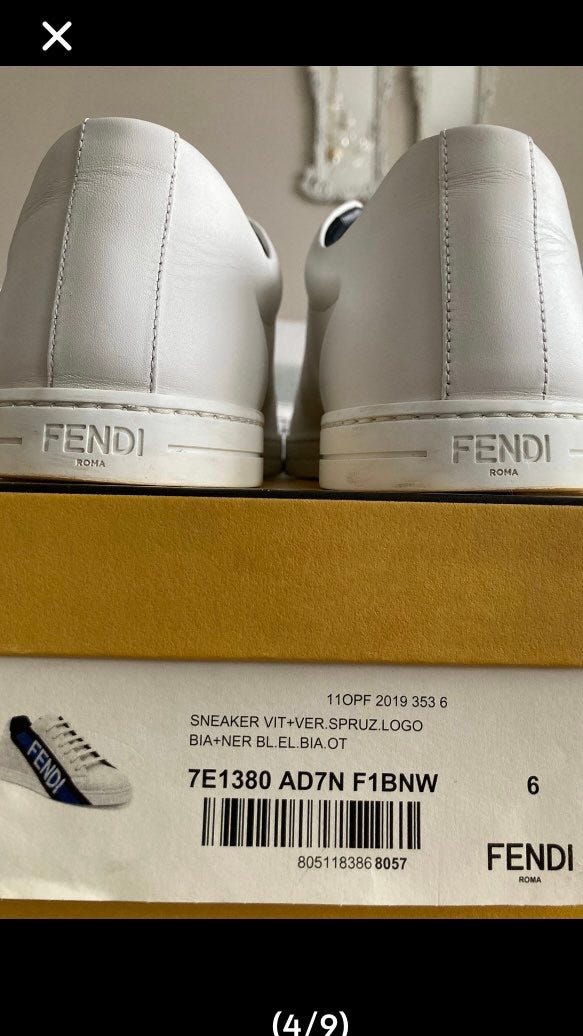 FENDI
ROMA
FENDI
ROMA
11OPF 2019 353 6
SNEAKER VIT+VER.SPRUZ.LOGO
BIA+NER BL.EL.BIA.OT
7E1380 AD7N F1BNW 6
FENDI
805118386 8057
FENDI
ROMA
(4/9)